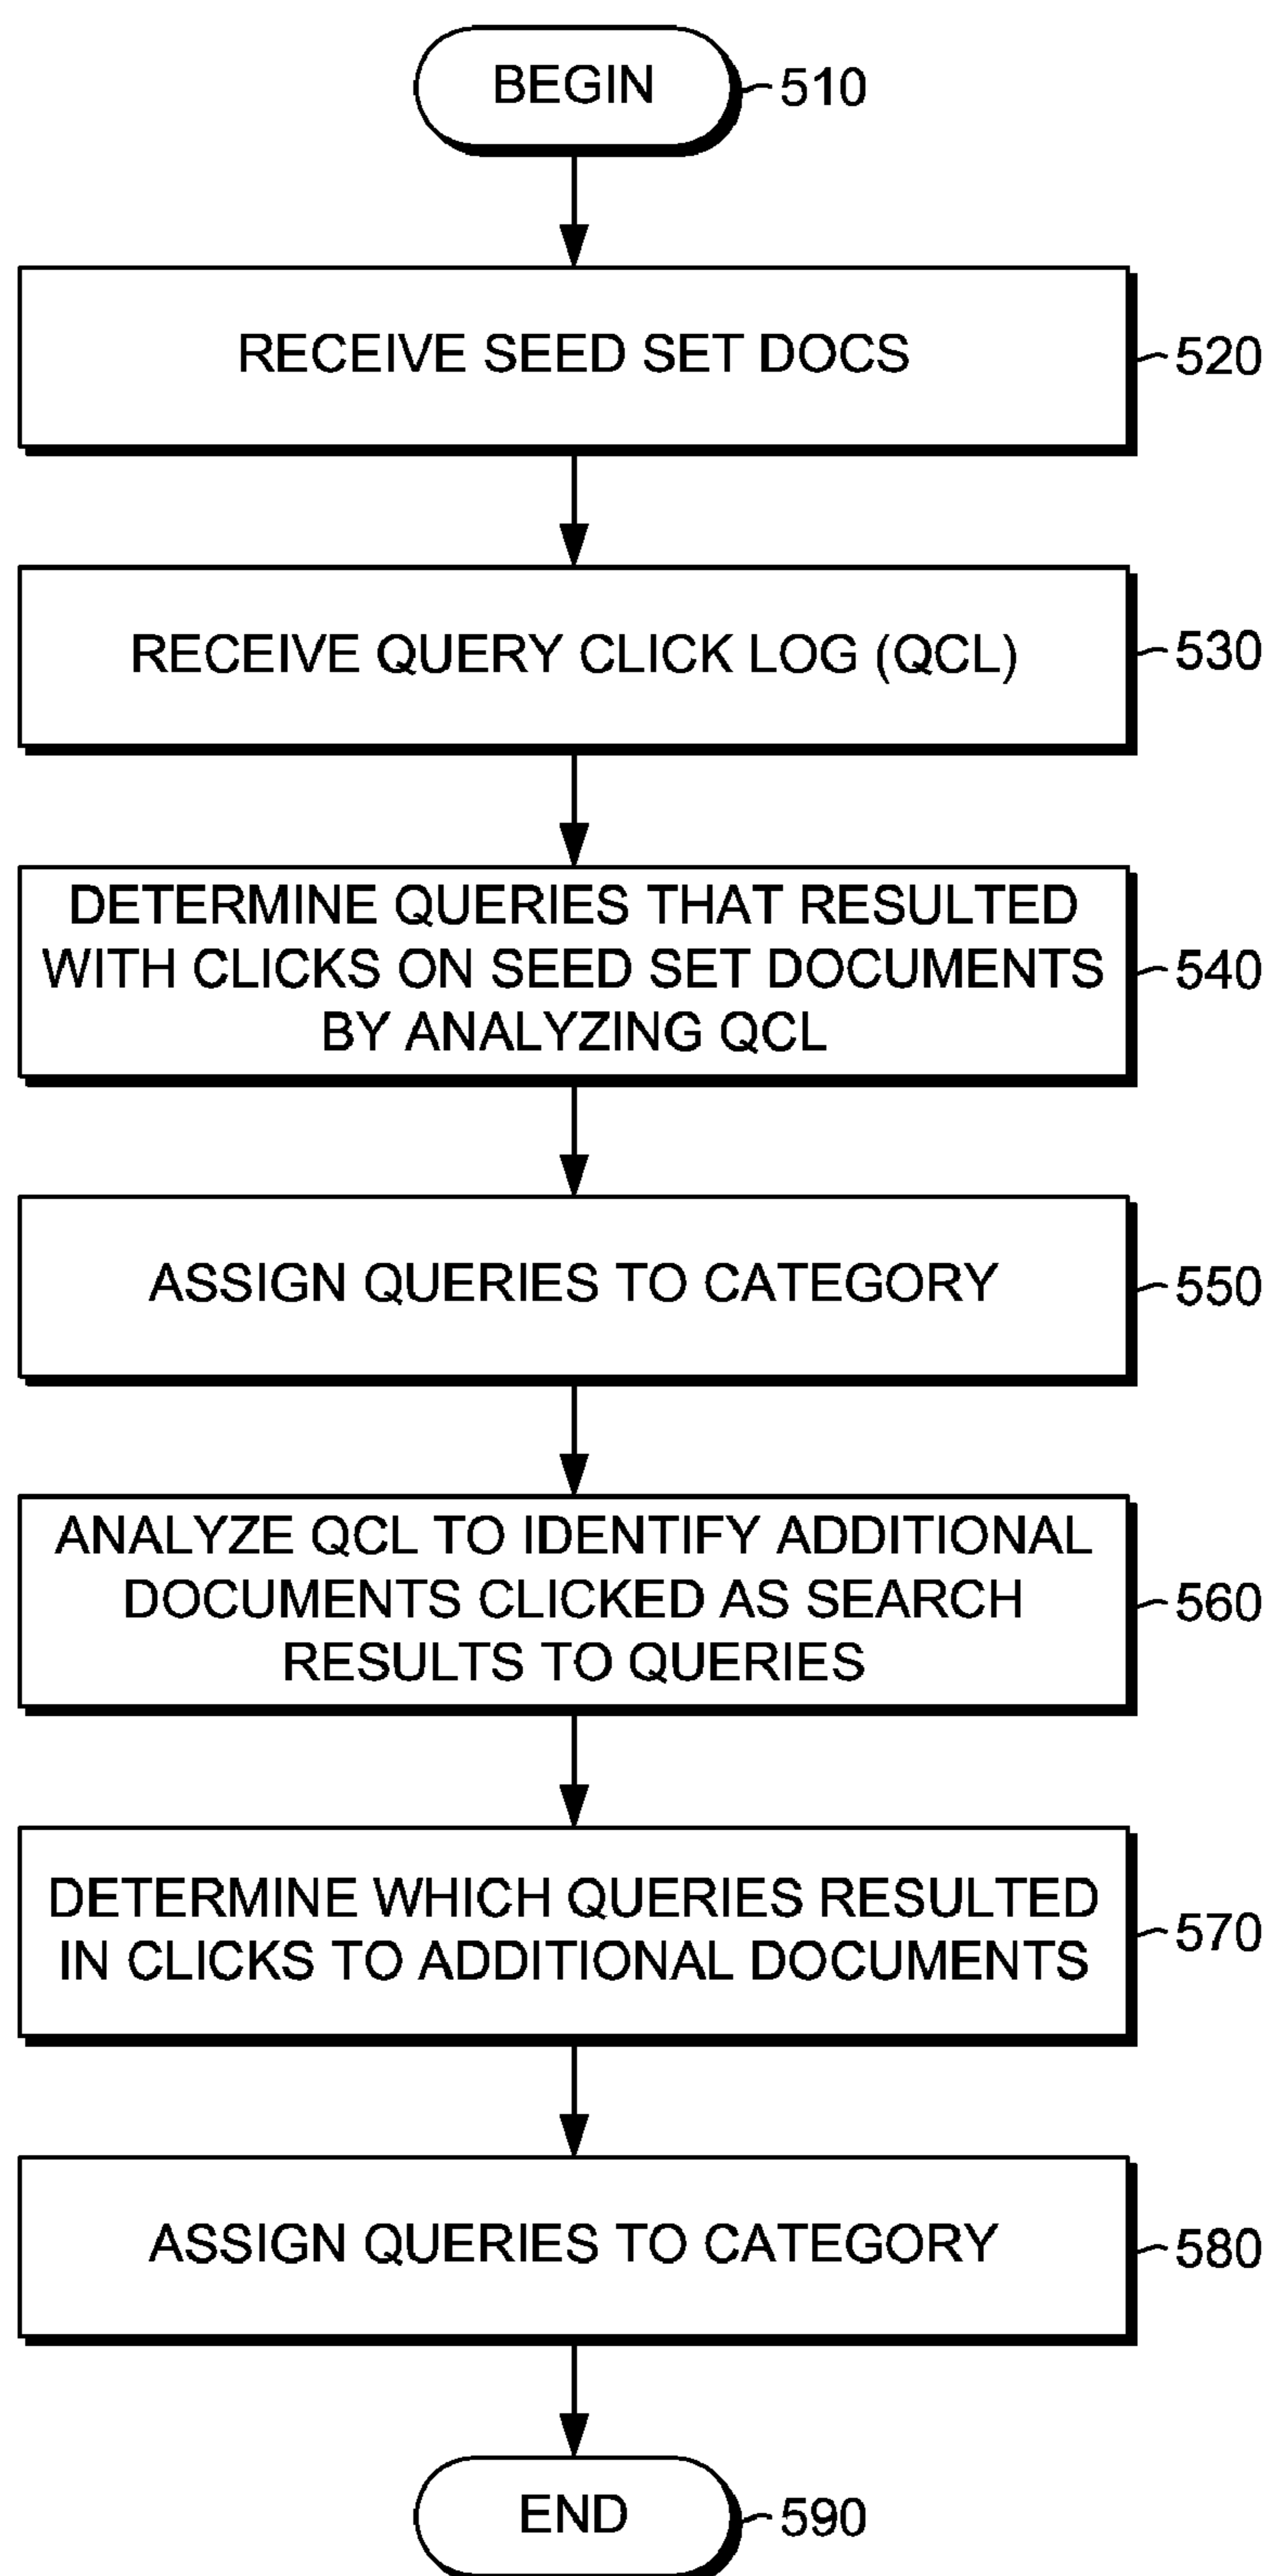 BEGIN
510
RECEIVE SEED SET DOCS
520
RECEIVE QUERY CLICK LOG (QCL)
530
DETERMINE QUERIES THAT RESULTED
WITH CLICKS ON SEED SET DOCUMENTS
BY ANALYZING QCL
540
ASSIGN QUERIES TO CATEGORY
550
ANALYZE QCL TO IDENTIFY ADDITIONAL
DOCUMENTS CLICKED AS SEARCH
RESULTS TO QUERIES
560
DETERMINE WHICH QUERIES RESULTED
IN CLICKS TO ADDITIONAL DOCUMENTS
570
ASSIGN QUERIES TO CATEGORY
580
END
590